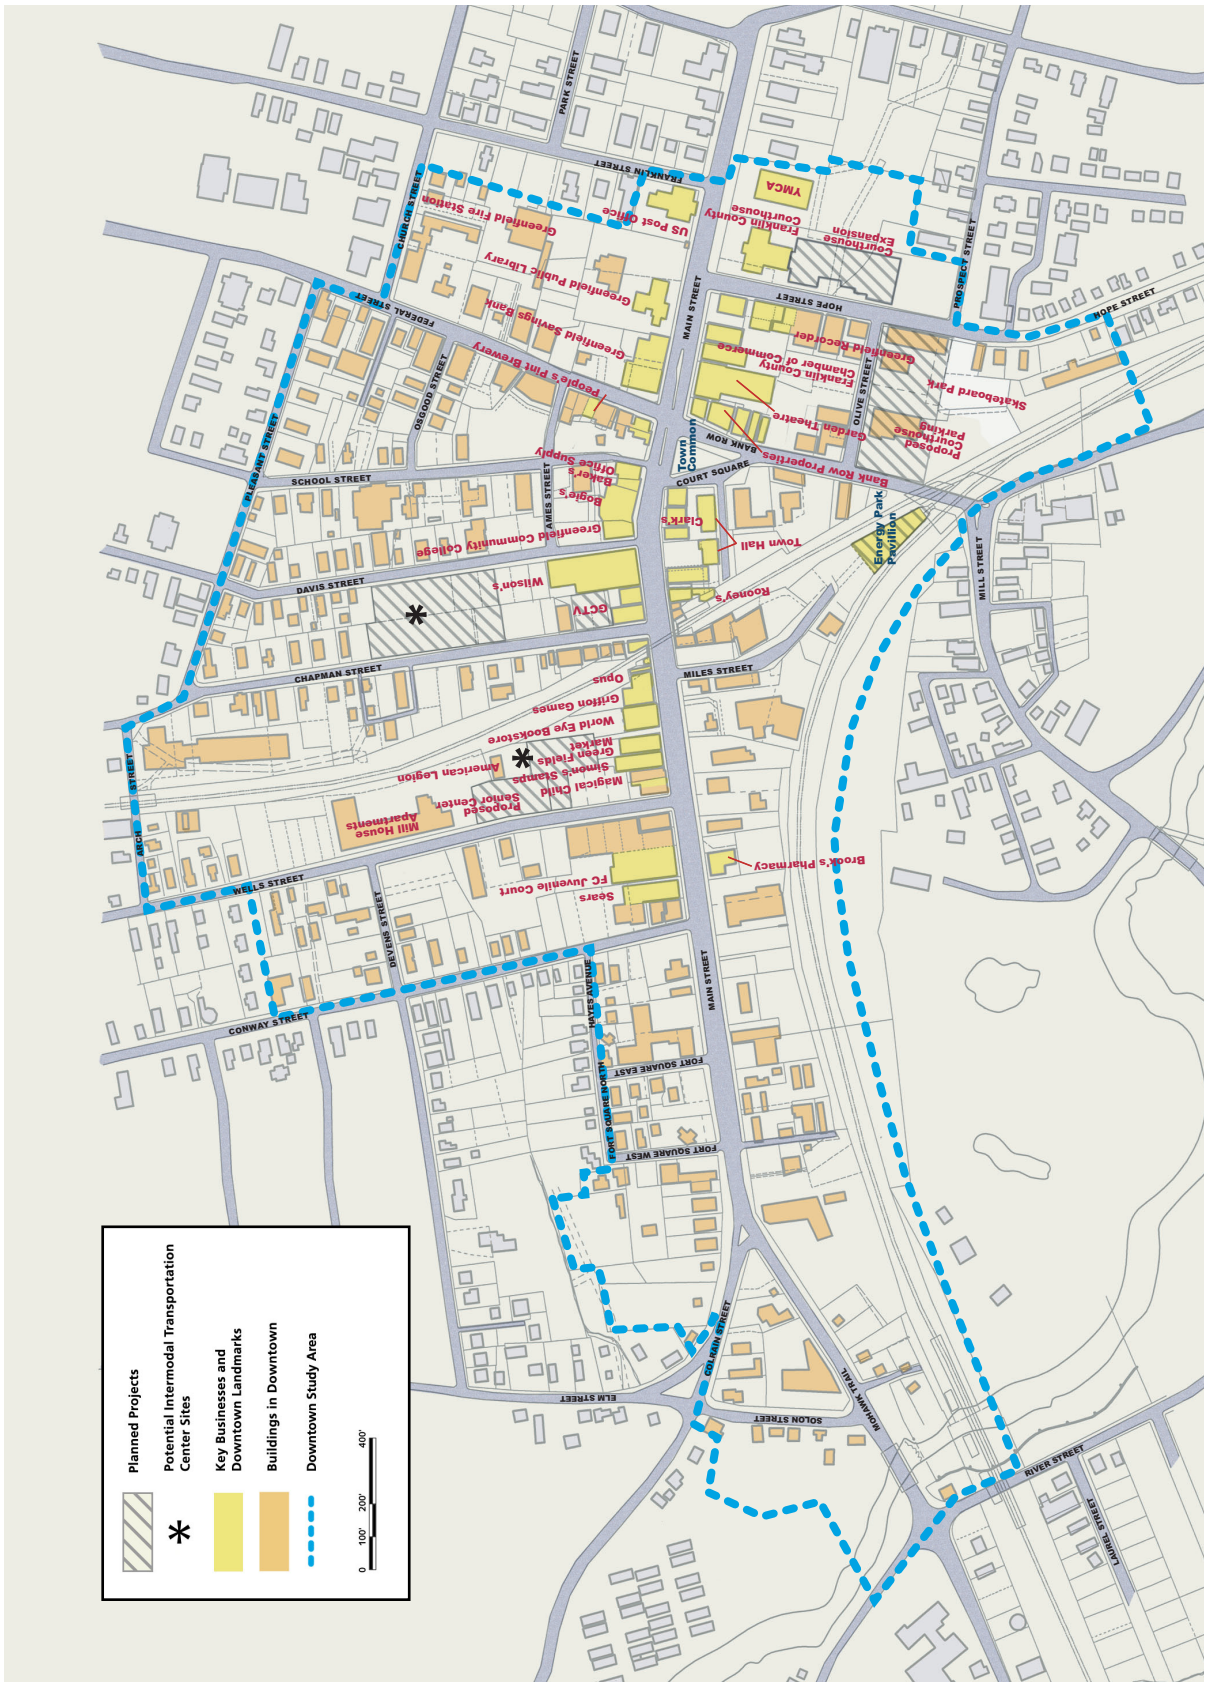 Planned Projects
Potential Intermodal Transportation
Center Sites
Key Businesses and
Downtown Landmarks
Buildings in Downtown
Downtown Study Area
0 100' 200' 400'
PARK STREET
FRANKLIN STREET
CHURCH STREET
Greenfield Fire Station
US Post Office
YMCA
Franklin County
Courthouse
Courthouse
Expansion
PROSPECT STREET
HOPE STREET
HOPE STREET
MAIN STREET
FEDERAL STREET
Greenfield Public Library
Greenfield Savings Bank
People's Pint Brewery
Greenfield Recorder
Franklin County
Chamber of Commerce
Garden Theatre
Bank Row Properties
OLIVE STREET
Skateboard Park
Proposed
Courthouse
Parking
OSGOOD STREET
PLEASANT STREET
SCHOOL STREET
AMES STREET
Baker's
Office Supply
Bogie's
Greenfield Community College
Town
Common
BANK ROW
COURT SQUARE
Clark's
Town Hall
Energy Park
Pavillion
MILL STREET
DAVIS STREET
Wilson's
GCTV
Rooney's
CHAPMAN STREET
MILES STREET
Opus
Griffon Games
World Eye Bookstore
Green Fields
Market
Simon's Stamps
Magical Child
American Legion
Proposed
Senior Center
Mill House
Apartments
ARCH STREET
WELLS STREET
DEVENS STREET
FC Juvenile Court
Sears
Brook's Pharmacy
CONWAY STREET
HAYES AVENUE
MAIN STREET
FORT SQUARE EAST
FORT SQUARE NORTH
FORT SQUARE WEST
COLRAIN STREET
ELM STREET
SOLON STREET
MOHAWK TRAIL
RIVER STREET
LAUREL STREET